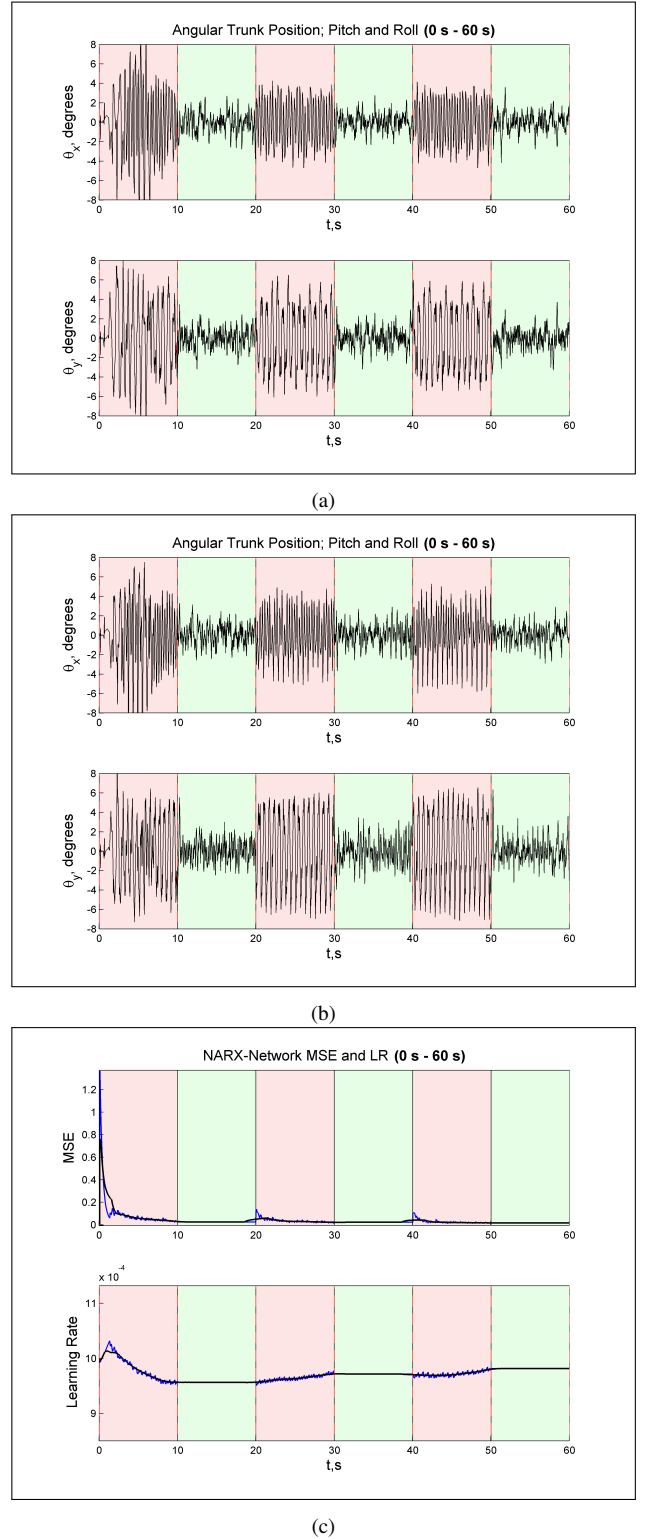 Angular Trunk Position; Pitch and Roll (0 s - 60 s)
8
6
4
2
0
-2
-4
-6
-8
θx, degrees
0 10 20 30 40 50 60
t,s
8
6
4
2
0
-2
-4
-6
-8
θy, degrees
0 10 20 30 40 50 60
t,s
(a)
Angular Trunk Position; Pitch and Roll (0 s - 60 s)
8
6
4
2
0
-2
-4
-6
-8
θx, degrees
0 10 20 30 40 50 60
t,s
8
6
4
2
0
-2
-4
-6
-8
θy, degrees
0 10 20 30 40 50 60
t,s
(b)
NARX-Network MSE and LR (0 s - 60 s)
1.2
1
0.8
0.6
0.4
0.2
0
MSE
0 10 20 30 40 50 60
x 10-4
11
10
9
Learning Rate
0 10 20 30 40 50 60
t,s
(c)